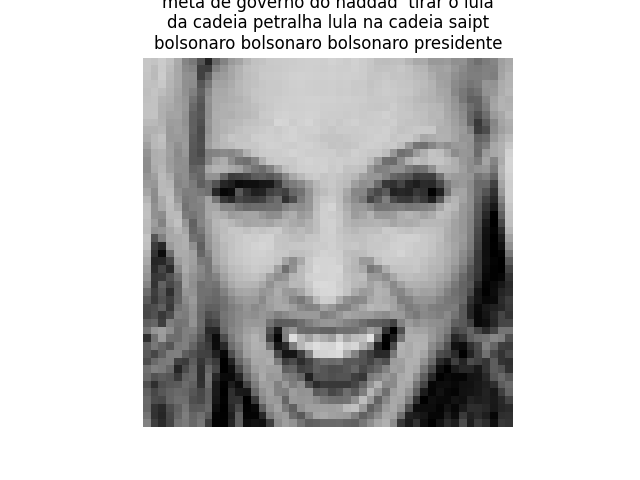 meta de governo do haddad  tirar o lula
da cadeia petralha lula na cadeia saipt
bolsonaro bolsonaro bolsonaro presidente